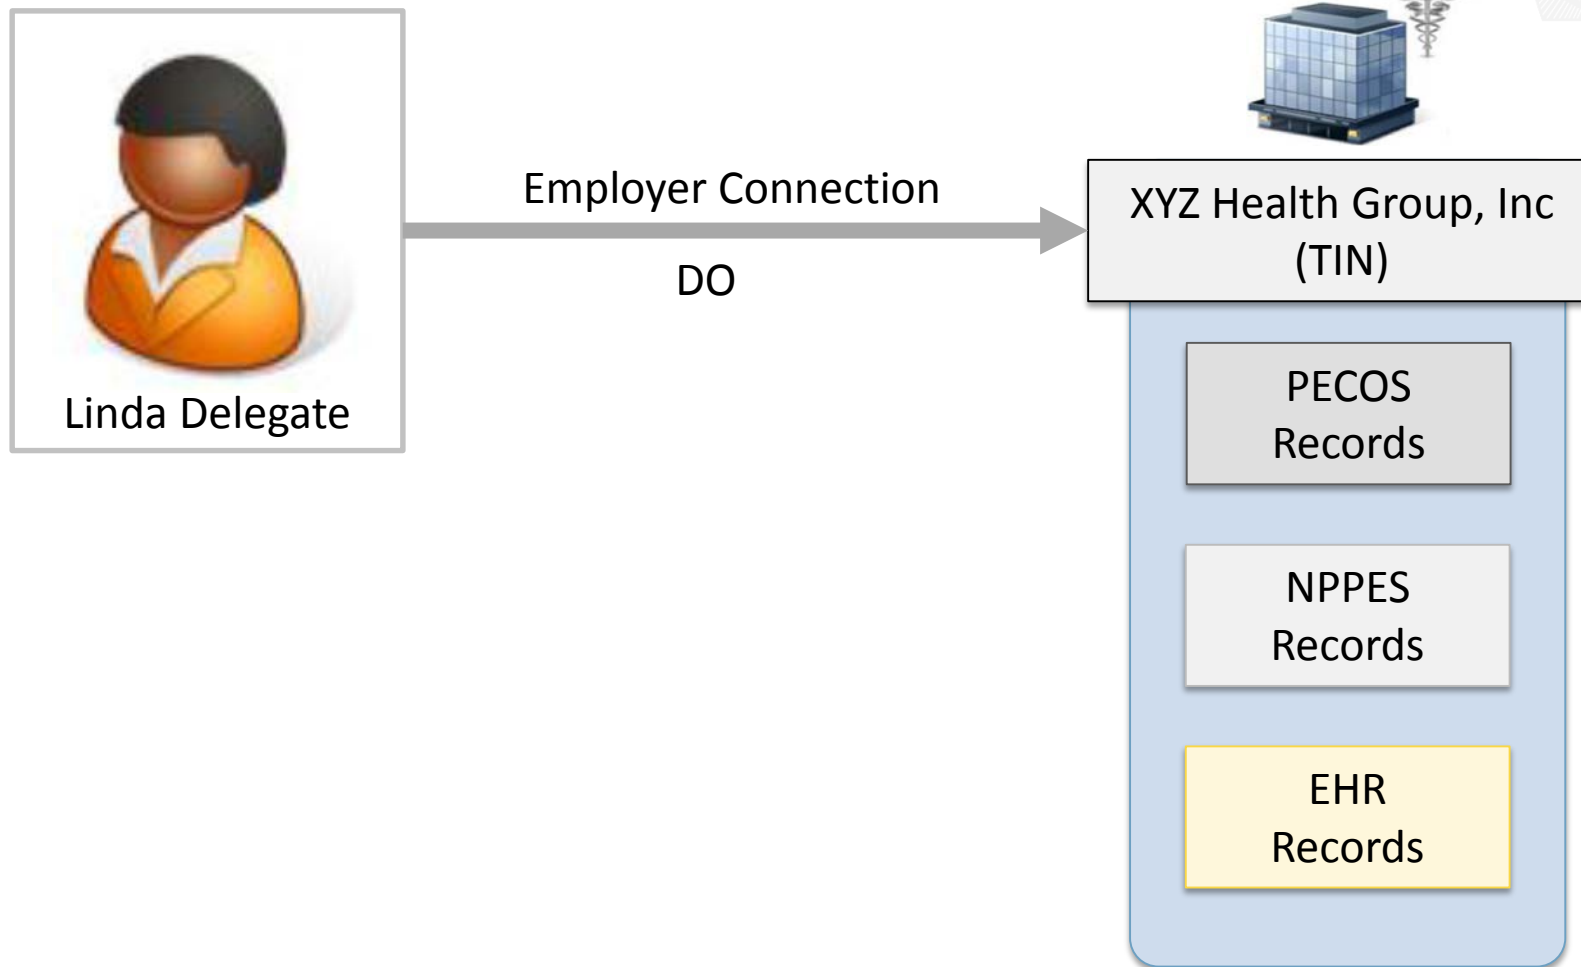 Linda Delegate
Employer Connection
DO
XYZ Health Group, Inc
(TIN)
PECOS
Records
NPPES
Records
EHR
Records